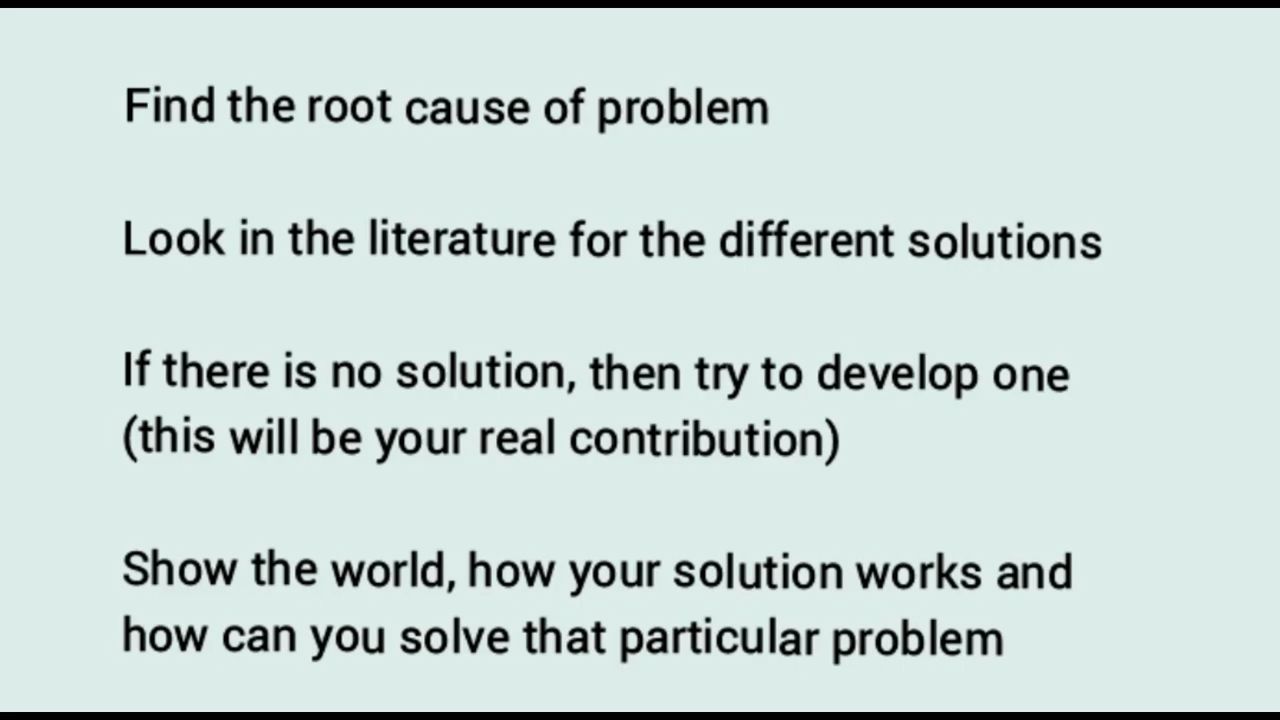 Find the root cause of problem
Look in the literature for the different solutions
If there is no solution, then try to develop one
(this will be your real contribution)
Show the world, how your solution works and
how can you solve that particular problem